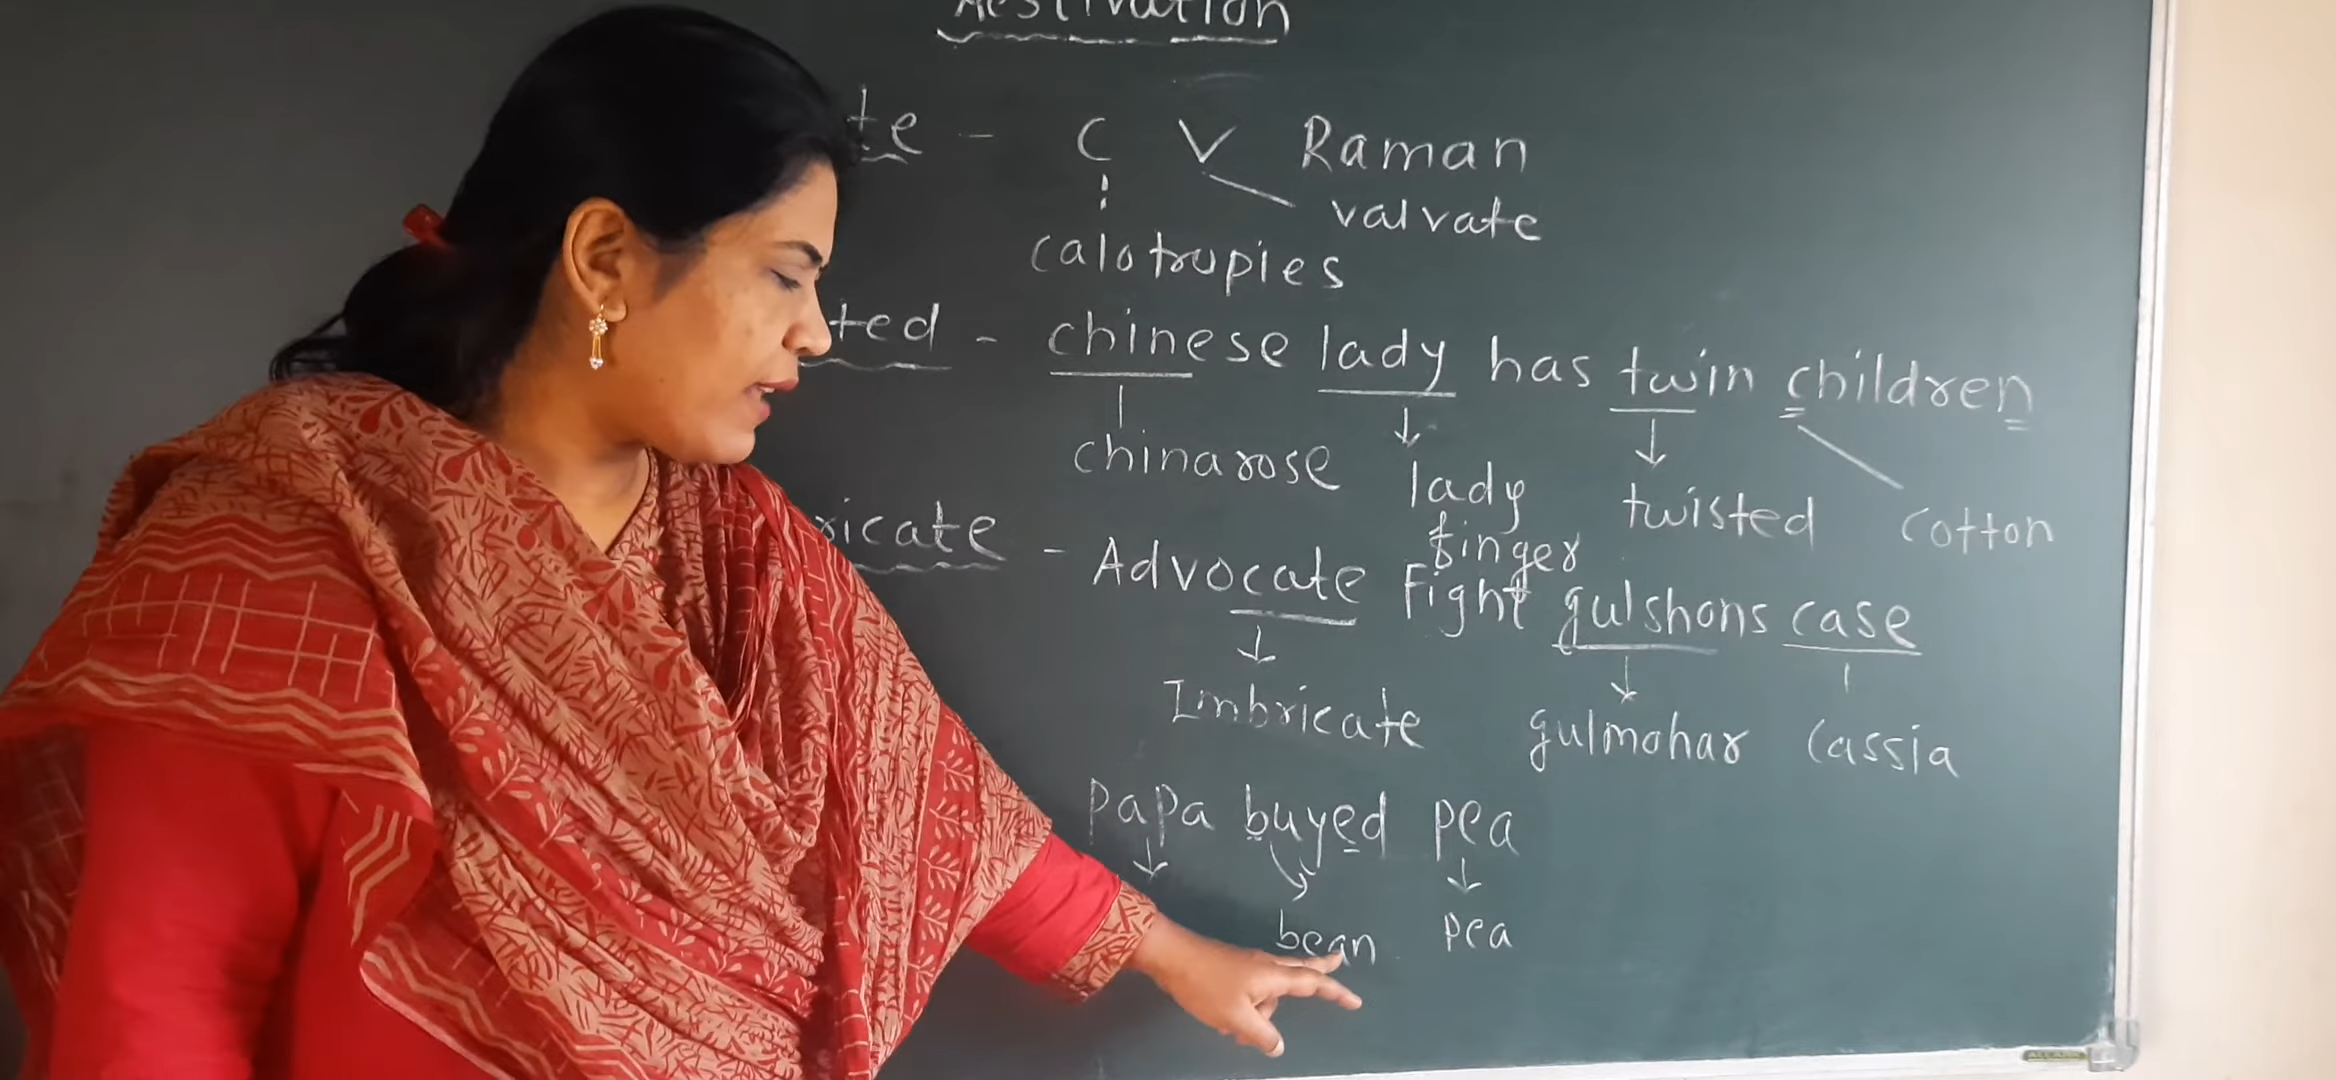 Aestivation
te - C V Raman
valvate
calotropies
ted - chinese lady has twin children
chinarose lady finger twisted cotton
ricate - Advocate Fight gulshons case
Imbricate gulmohar Cassia
papa buyed pea
bean pea